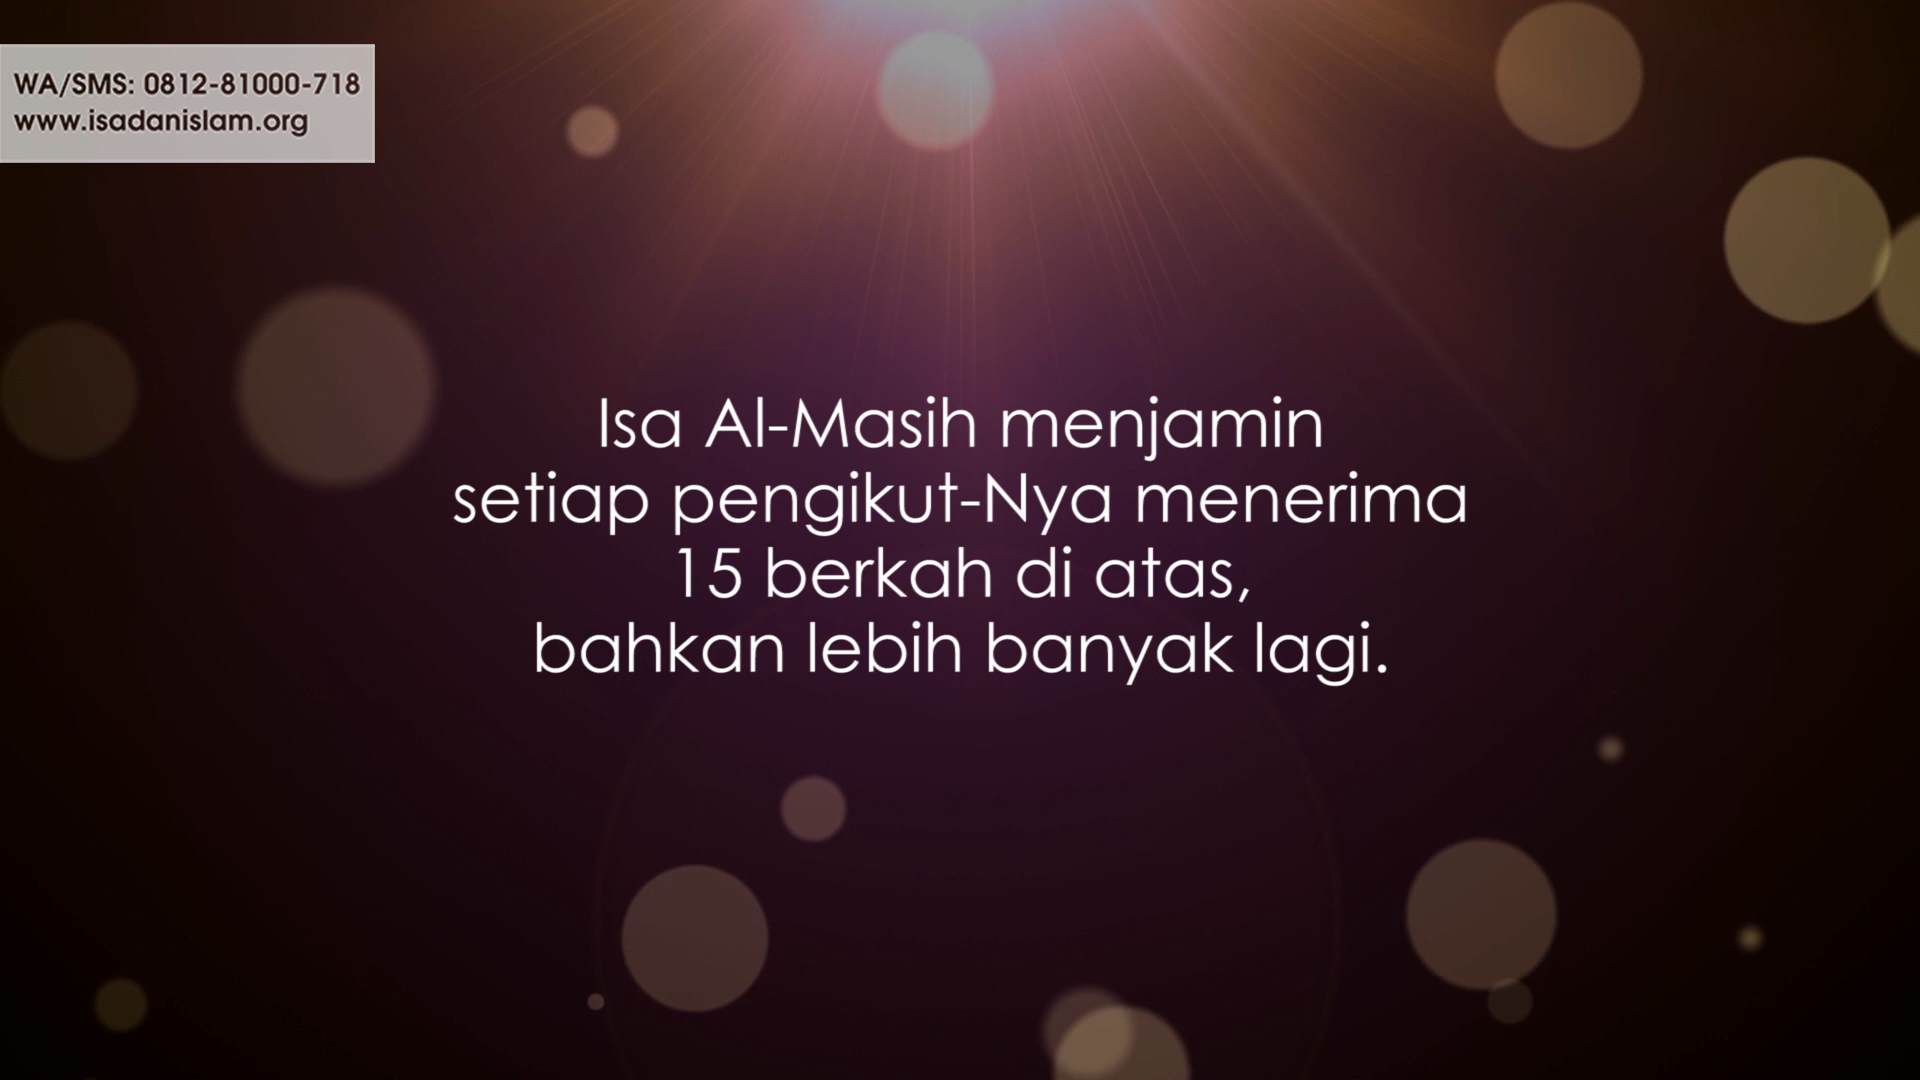 WA/SMS: 0812-81000-718
www.isadanislam.org
Isa Al-Masih menjamin
setiap pengikut-Nya menerima
15 berkah di atas,
bahkan lebih banyak lagi.